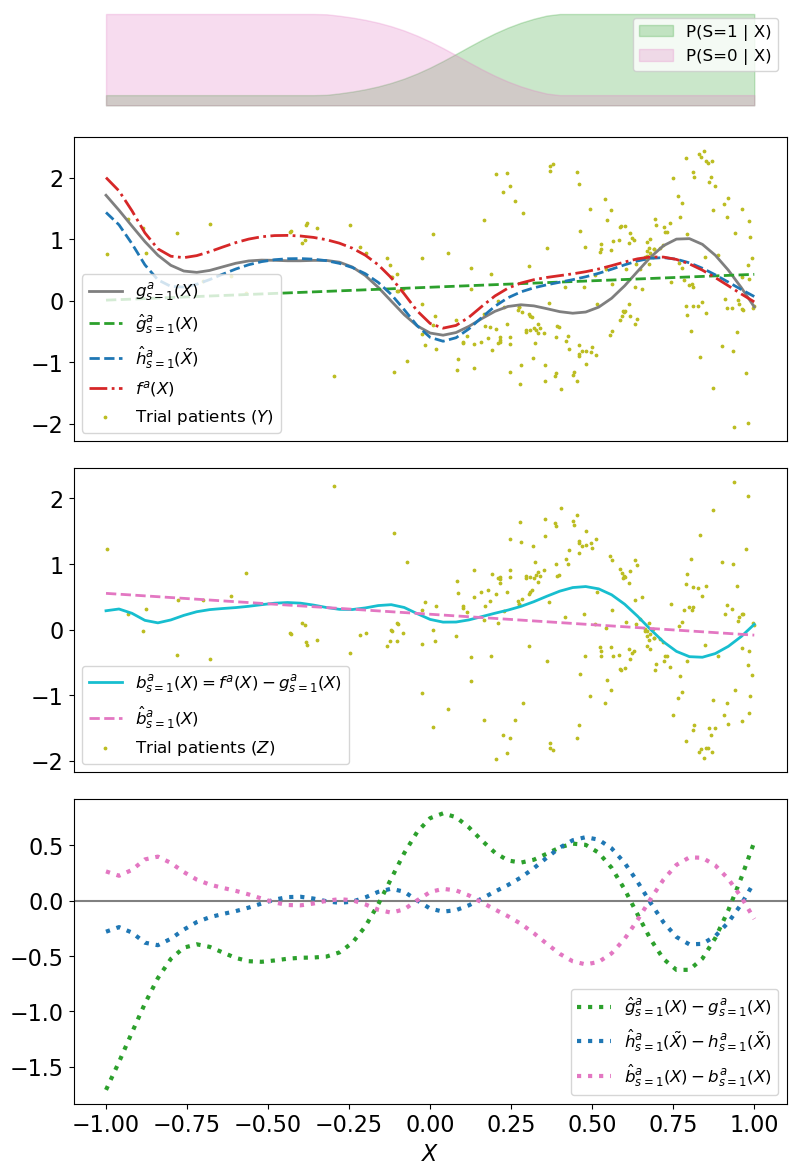 P(S=1 | X)
P(S=0 | X)
2
1
0
−1
−2
g^a_{s=1}(X)
ĝ^a_{s=1}(X)
ĥ^a_{s=1}(X̃)
f^a(X)
Trial patients (Y)
2
1
0
−1
−2
b^a_{s=1}(X) = f^a(X) − g^a_{s=1}(X)
b̂^a_{s=1}(X)
Trial patients (Z)
0.5
0.0
−0.5
−1.0
−1.5
ĝ^a_{s=1}(X) − g^a_{s=1}(X)
ĥ^a_{s=1}(X̃) − h^a_{s=1}(X̃)
b̂^a_{s=1}(X) − b^a_{s=1}(X)
−1.00 −0.75 −0.50 −0.25 0.00 0.25 0.50 0.75 1.00
X